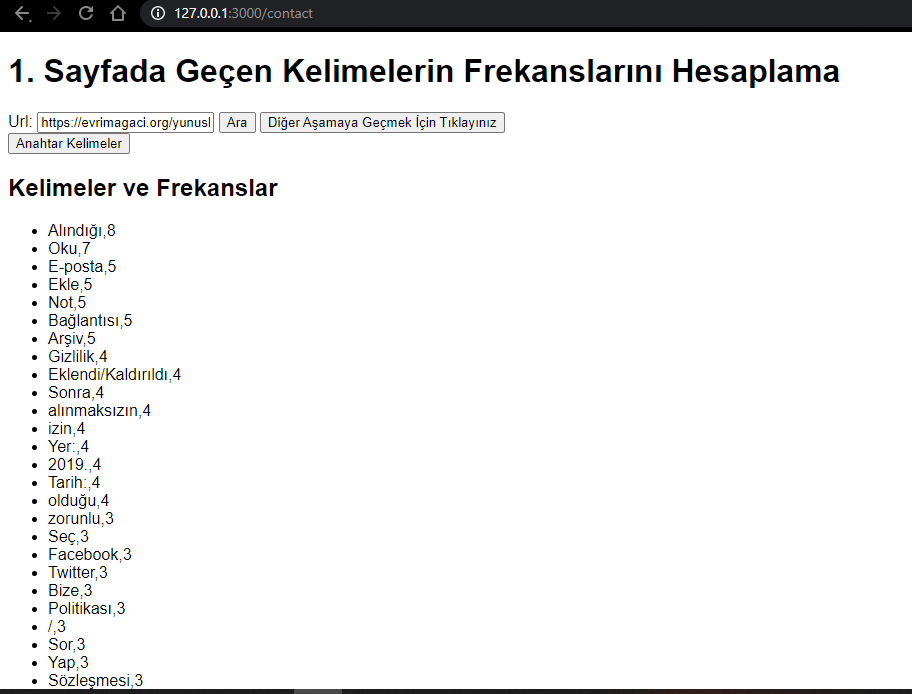 127.0.0.1:3000/contact
1. Sayfada Geçen Kelimelerin Frekanslarını Hesaplama
Url: https://evrimagaci.org/yunusl Ara Diğer Aşamaya Geçmek İçin Tıklayınız
Anahtar Kelimeler
Kelimeler ve Frekanslar
Alındığı,8
Oku,7
E-posta,5
Ekle,5
Not,5
Bağlantısı,5
Arşiv,5
Gizlilik,4
Eklendi/Kaldırıldı,4
Sonra,4
alınmaksızın,4
izin,4
Yer:,4
2019.,4
Tarih:,4
olduğu,4
zorunlu,3
Seç,3
Facebook,3
Twitter,3
Bize,3
Politikası,3
/,3
Sor,3
Yap,3
Sözleşmesi,3